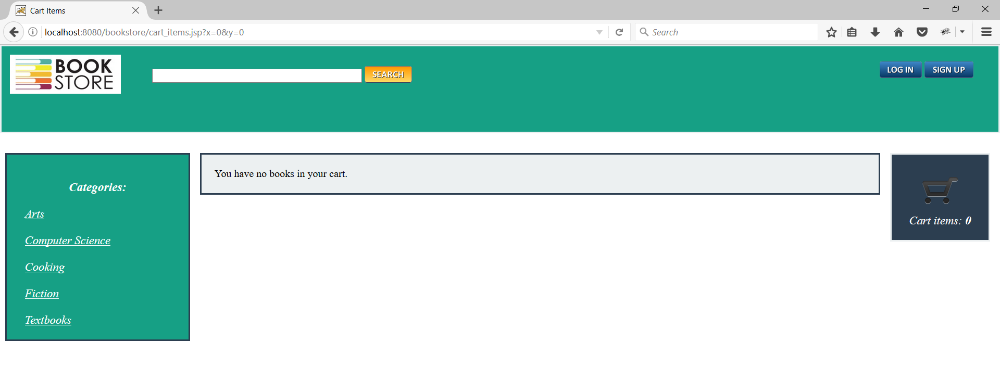 Cart Items
localhost:8080/bookstore/cart_items.jsp?x=0&y=0
Search
BOOK
STORE
SEARCH
LOG IN
SIGN UP
Categories:
Arts
Computer Science
Cooking
Fiction
Textbooks
You have no books in your cart.
Cart items: 0